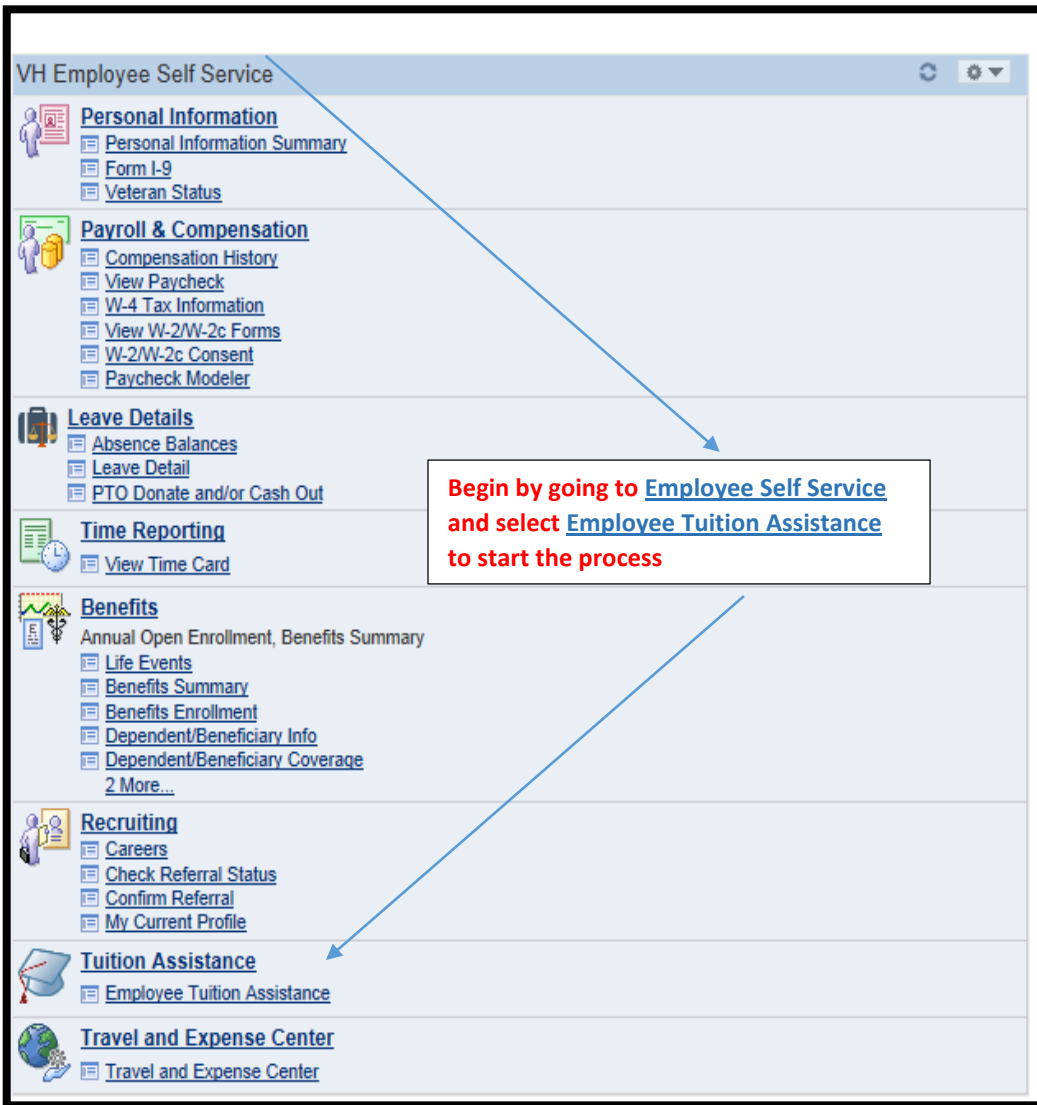 VH Employee Self Service
Personal Information
Personal Information Summary
Form I-9
Veteran Status
Payroll & Compensation
Compensation History
View Paycheck
W-4 Tax Information
View W-2/W-2c Forms
W-2/W-2c Consent
Paycheck Modeler
Leave Details
Absence Balances
Leave Detail
PTO Donate and/or Cash Out
Begin by going to Employee Self Service
and select Employee Tuition Assistance
to start the process
Time Reporting
View Time Card
Benefits
Annual Open Enrollment, Benefits Summary
Life Events
Benefits Summary
Benefits Enrollment
Dependent/Beneficiary Info
Dependent/Beneficiary Coverage
2 More...
Recruiting
Careers
Check Referral Status
Confirm Referral
My Current Profile
Tuition Assistance
Employee Tuition Assistance
Travel and Expense Center
Travel and Expense Center